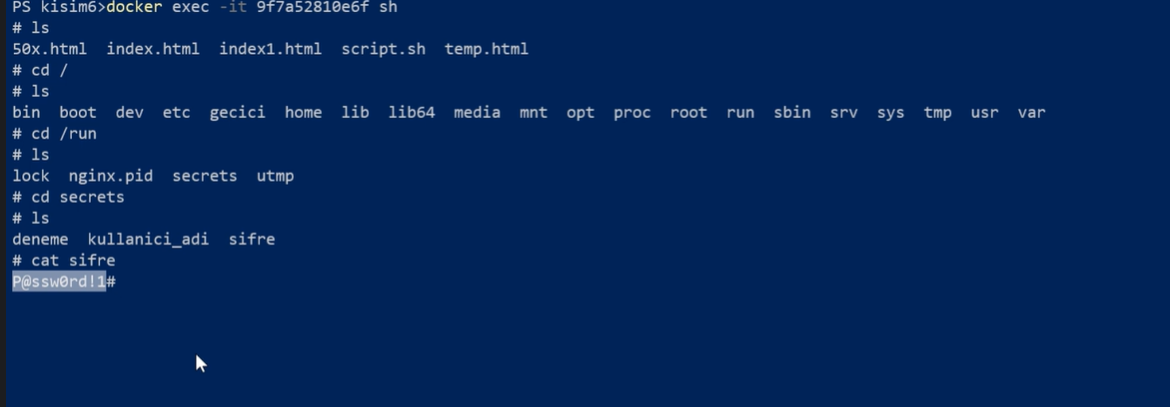 PS kisim6>docker exec -it 9f7a52810e6f sh
# ls
50x.html  index.html  index1.html  script.sh  temp.html
# cd /
# ls
bin  boot  dev  etc  gecici  home  lib  lib64  media  mnt  opt  proc  root  run  sbin  srv  sys  tmp  usr  var
# cd /run
# ls
lock  nginx.pid  secrets  utmp
# cd secrets
# ls
deneme  kullanici_adi  sifre
# cat sifre
P@ssw0rd!1#